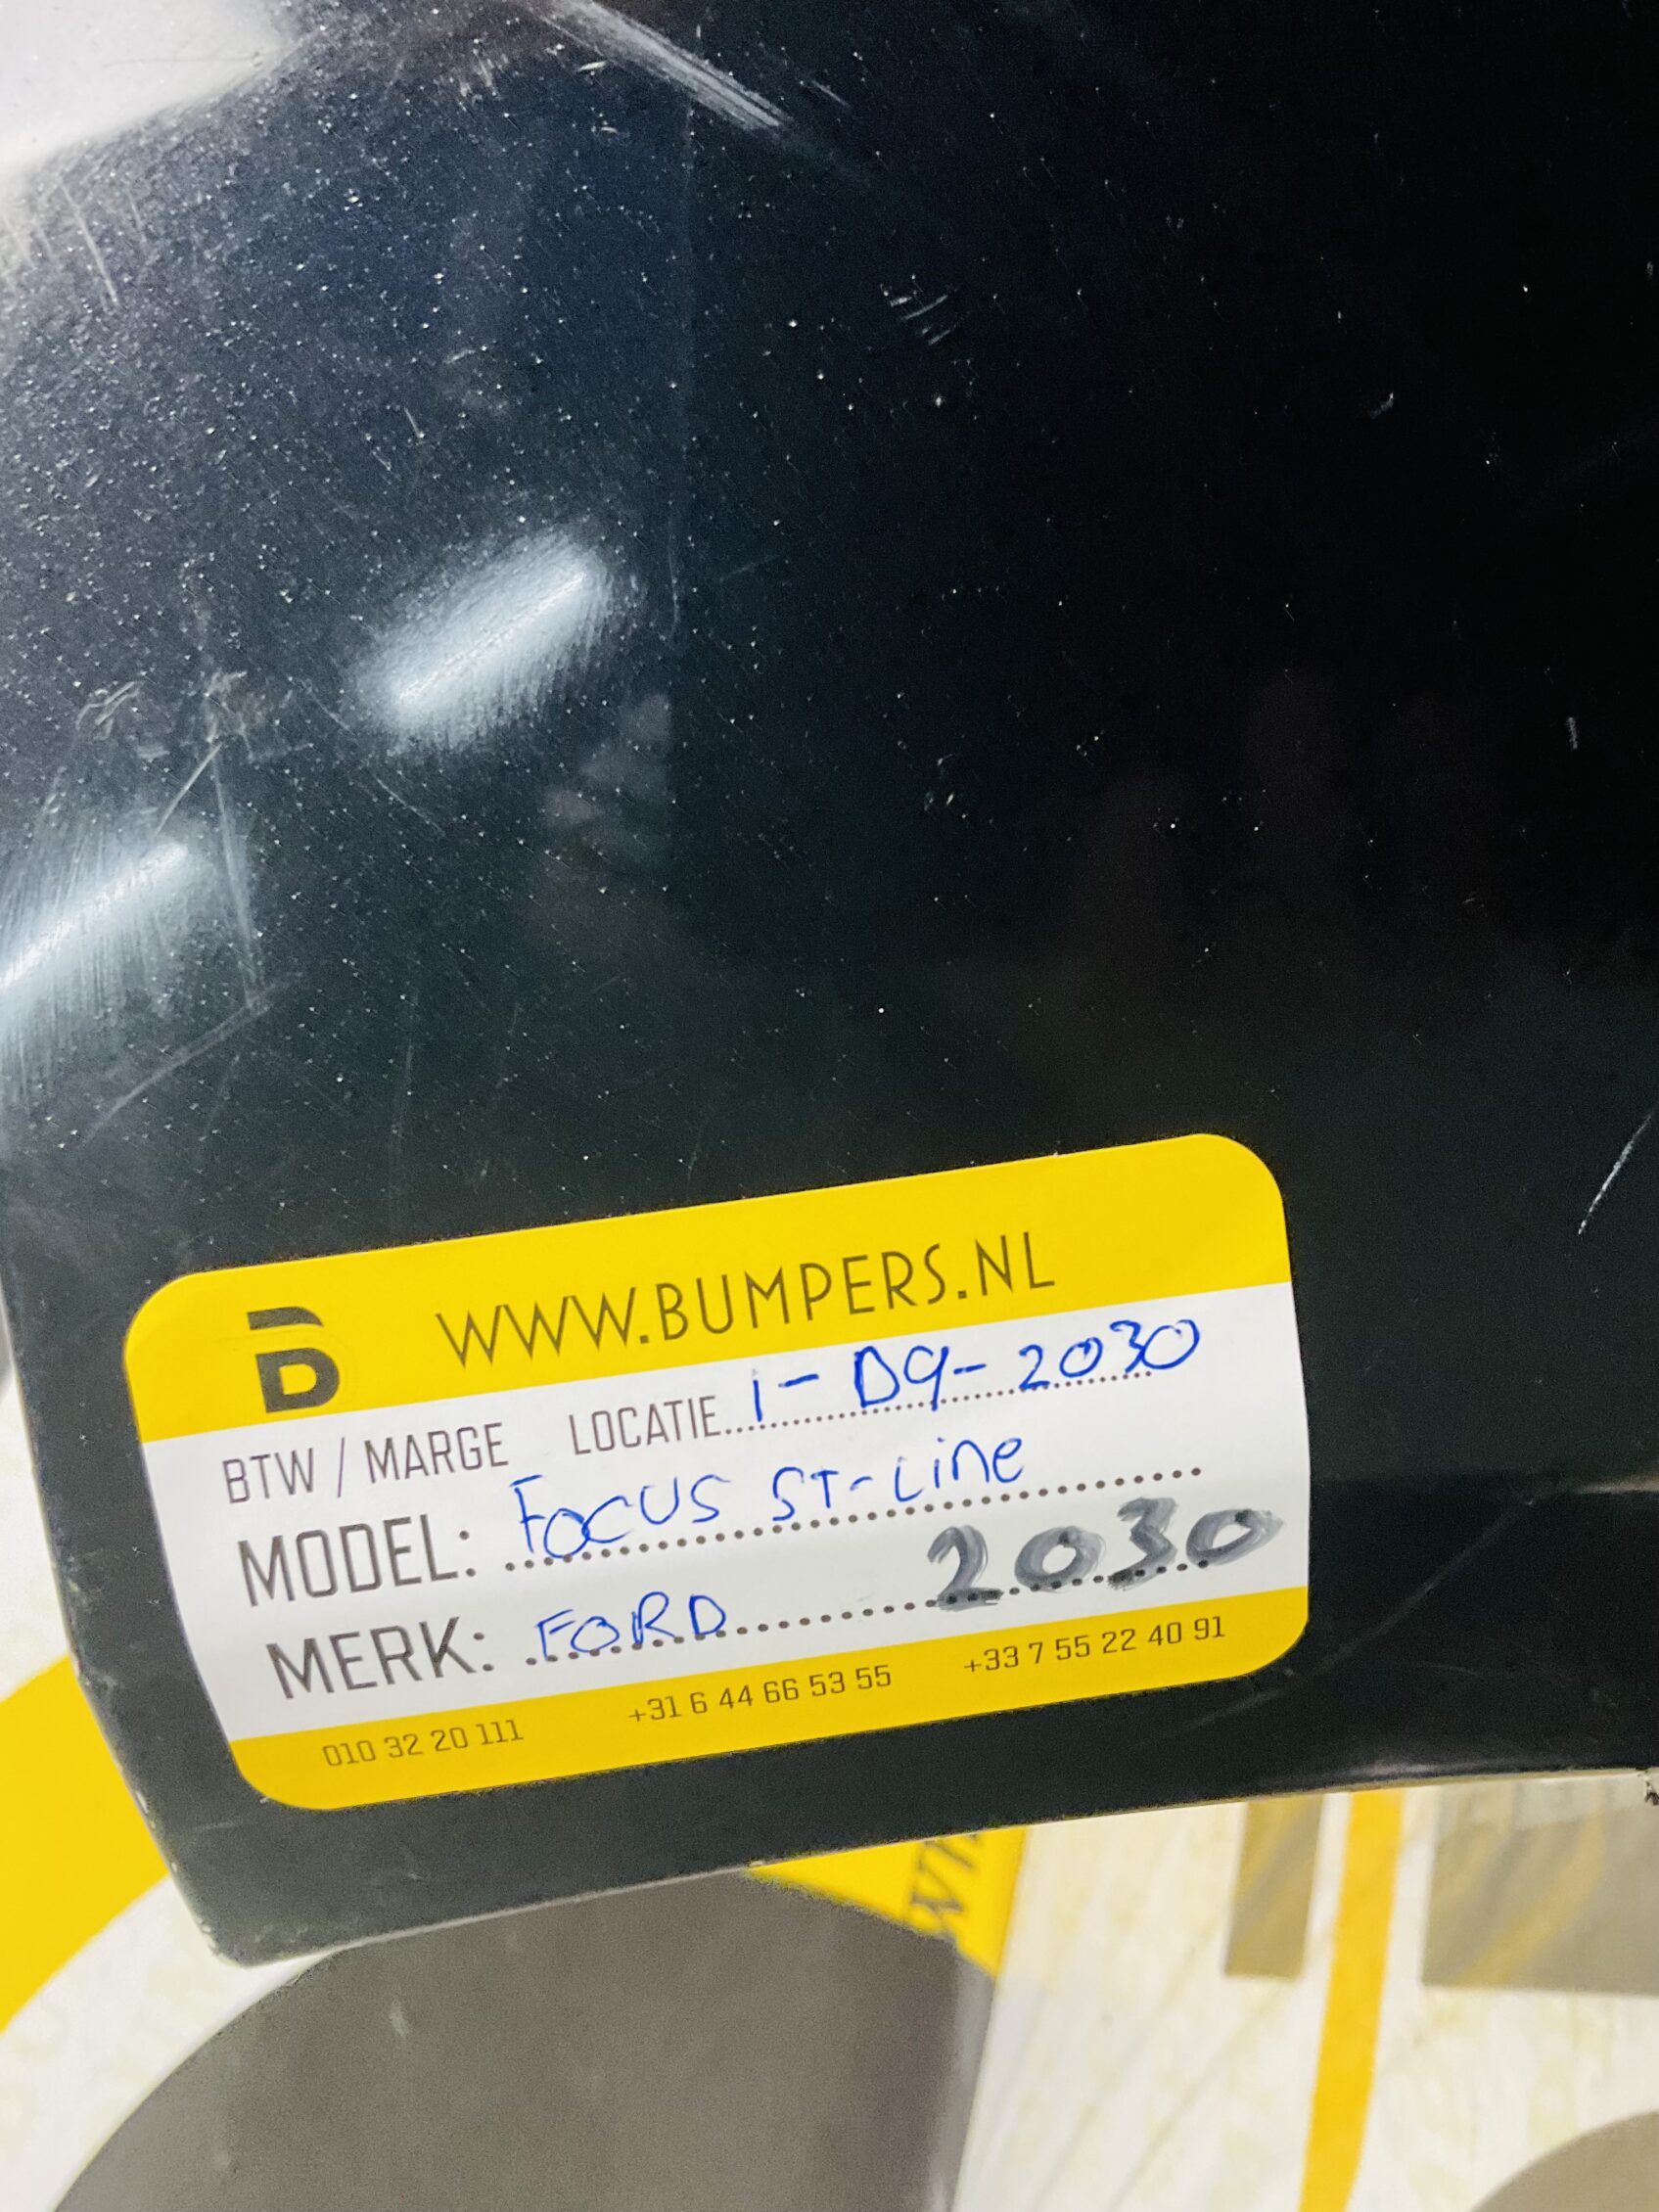 WWW.BUMPERS.NL
BTW / MARGE LOCATIE 1-D9-2030
MODEL: Focus ST-Line
MERK: FORD 2030
010 32 20 111 +31 6 44 66 53 55 +33 7 55 22 40 91